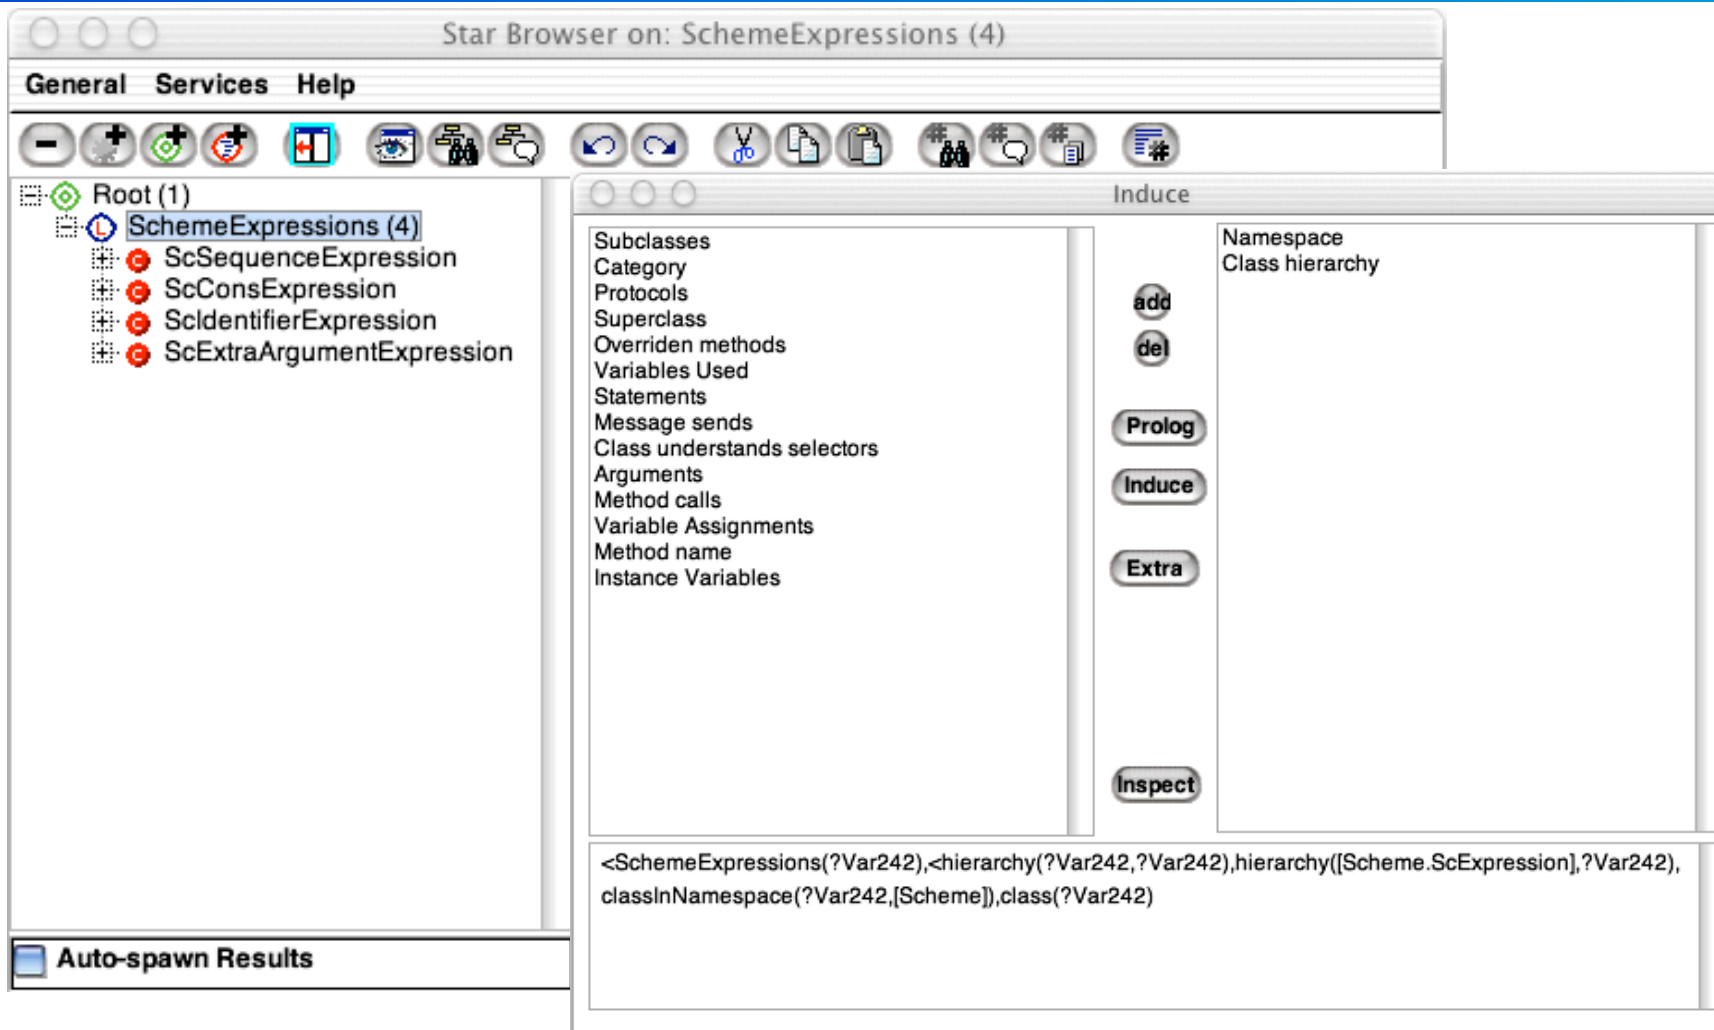 Star Browser on: SchemeExpressions (4)
General Services Help
Root (1)
SchemeExpressions (4)
ScSequenceExpression
ScConsExpression
ScIdentifierExpression
ScExtraArgumentExpression
Auto-spawn Results
Induce
Subclasses
Category
Protocols
Superclass
Overriden methods
Variables Used
Statements
Message sends
Class understands selectors
Arguments
Method calls
Variable Assignments
Method name
Instance Variables
add
del
Prolog
Induce
Extra
Inspect
Namespace
Class hierarchy
<SchemeExpressions(?Var242),<hierarchy(?Var242,?Var242),hierarchy([Scheme.ScExpression],?Var242),
classInNamespace(?Var242,[Scheme]),class(?Var242)